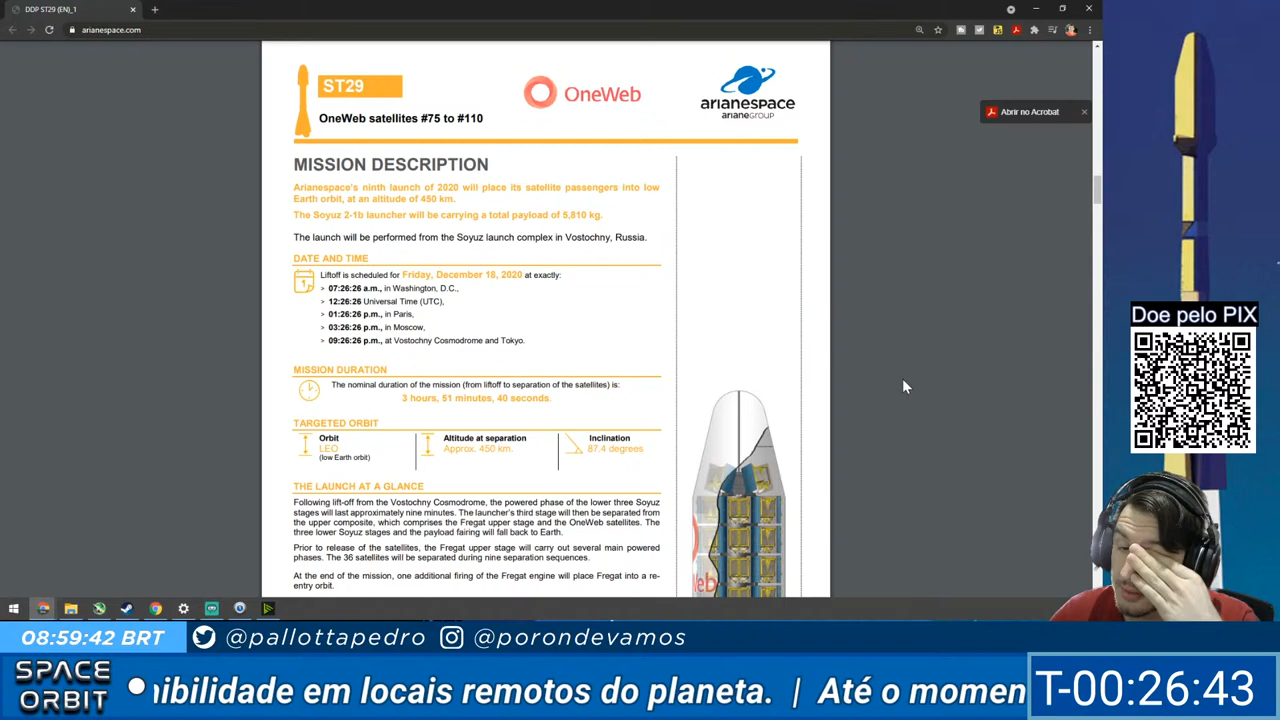 DDP ST29 (EN)_1
arianespace.com
ST29
OneWeb satellites #75 to #110
OneWeb
arianespace
ARIANEGROUP
Abrir no Acrobat
MISSION DESCRIPTION
Arianespace's ninth launch of 2020 will place its satellite passengers into low
Earth orbit, at an altitude of 450 km.
The Soyuz 2-1b launcher will be carrying a total payload of 5,810 kg.
The launch will be performed from the Soyuz launch complex in Vostochny, Russia.
DATE AND TIME
Liftoff is scheduled for Friday, December 18, 2020 at exactly:
> 07:26:26 a.m., in Washington, D.C.,
> 12:26:26 Universal Time (UTC),
> 01:26:26 p.m., in Paris,
> 03:26:26 p.m., in Moscow,
> 09:26:26 p.m., at Vostochny Cosmodrome and Tokyo.
MISSION DURATION
The nominal duration of the mission (from liftoff to separation of the satellites) is:
3 hours, 51 minutes, 40 seconds.
TARGETED ORBIT
Orbit
LEO
(low Earth orbit)
Altitude at separation
Approx. 450 km.
Inclination
87.4 degrees
THE LAUNCH AT A GLANCE
Following lift-off from the Vostochny Cosmodrome, the powered phase of the lower three Soyuz
stages will last approximately nine minutes. The launcher's third stage will then be separated from
the upper composite, which comprises the Fregat upper stage and the OneWeb satellites. The
three lower Soyuz stages and the payload fairing will fall back to Earth.
Prior to release of the satellites, the Fregat upper stage will carry out several main powered
phases. The 36 satellites will be separated during nine separation sequences.
At the end of the mission, one additional firing of the Fregat engine will place Fregat into a re-
entry orbit.
Doe pelo PIX
08:59:42 BRT
@pallottapedro
@porondevamos
SPACE
ORBIT
nibilidade em locais remotos do planeta. | Até o momen
T-00:26:43